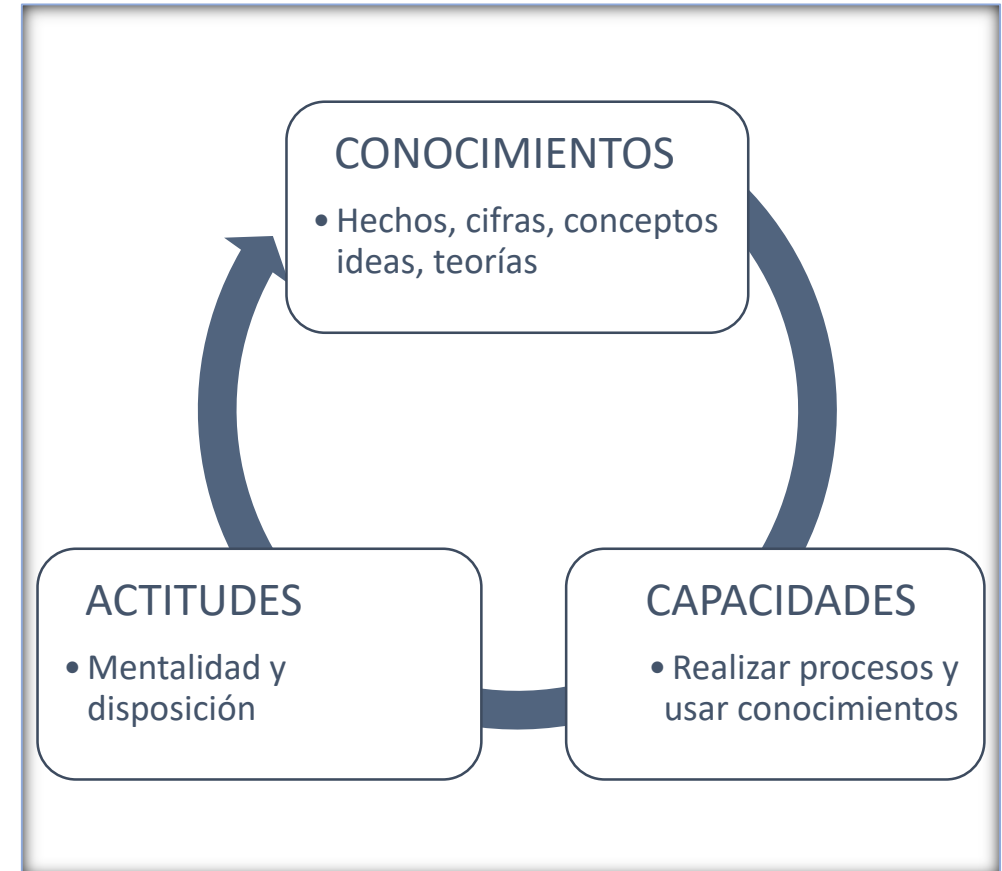 CONOCIMIENTOS
• Hechos, cifras, conceptos
ideas, teorías
ACTITUDES
• Mentalidad y
disposición
CAPACIDADES
• Realizar procesos y
usar conocimientos